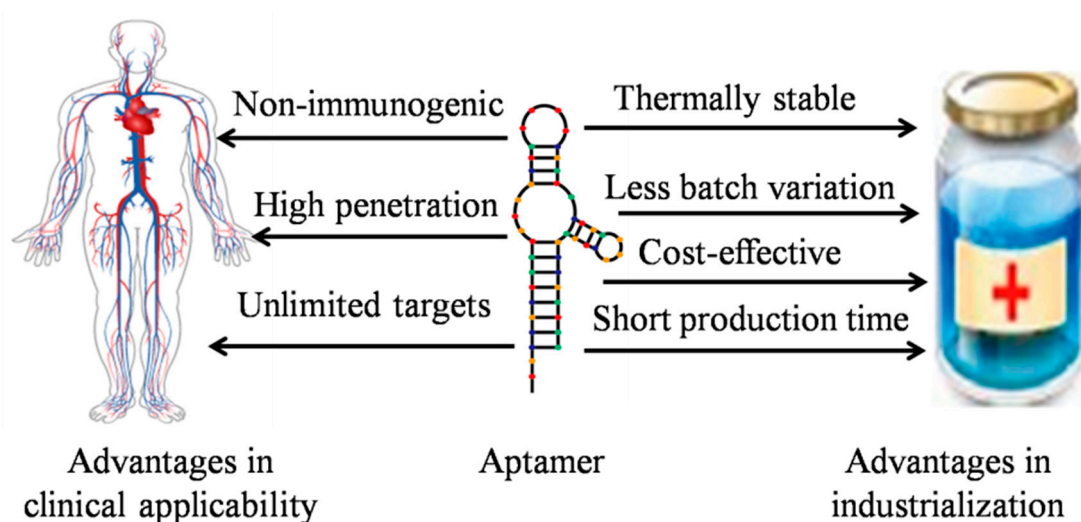 Non-immunogenic
High penetration
Unlimited targets
Thermally stable
Less batch variation
Cost-effective
Short production time
Advantages in
clinical applicability
Aptamer
Advantages in
industrialization